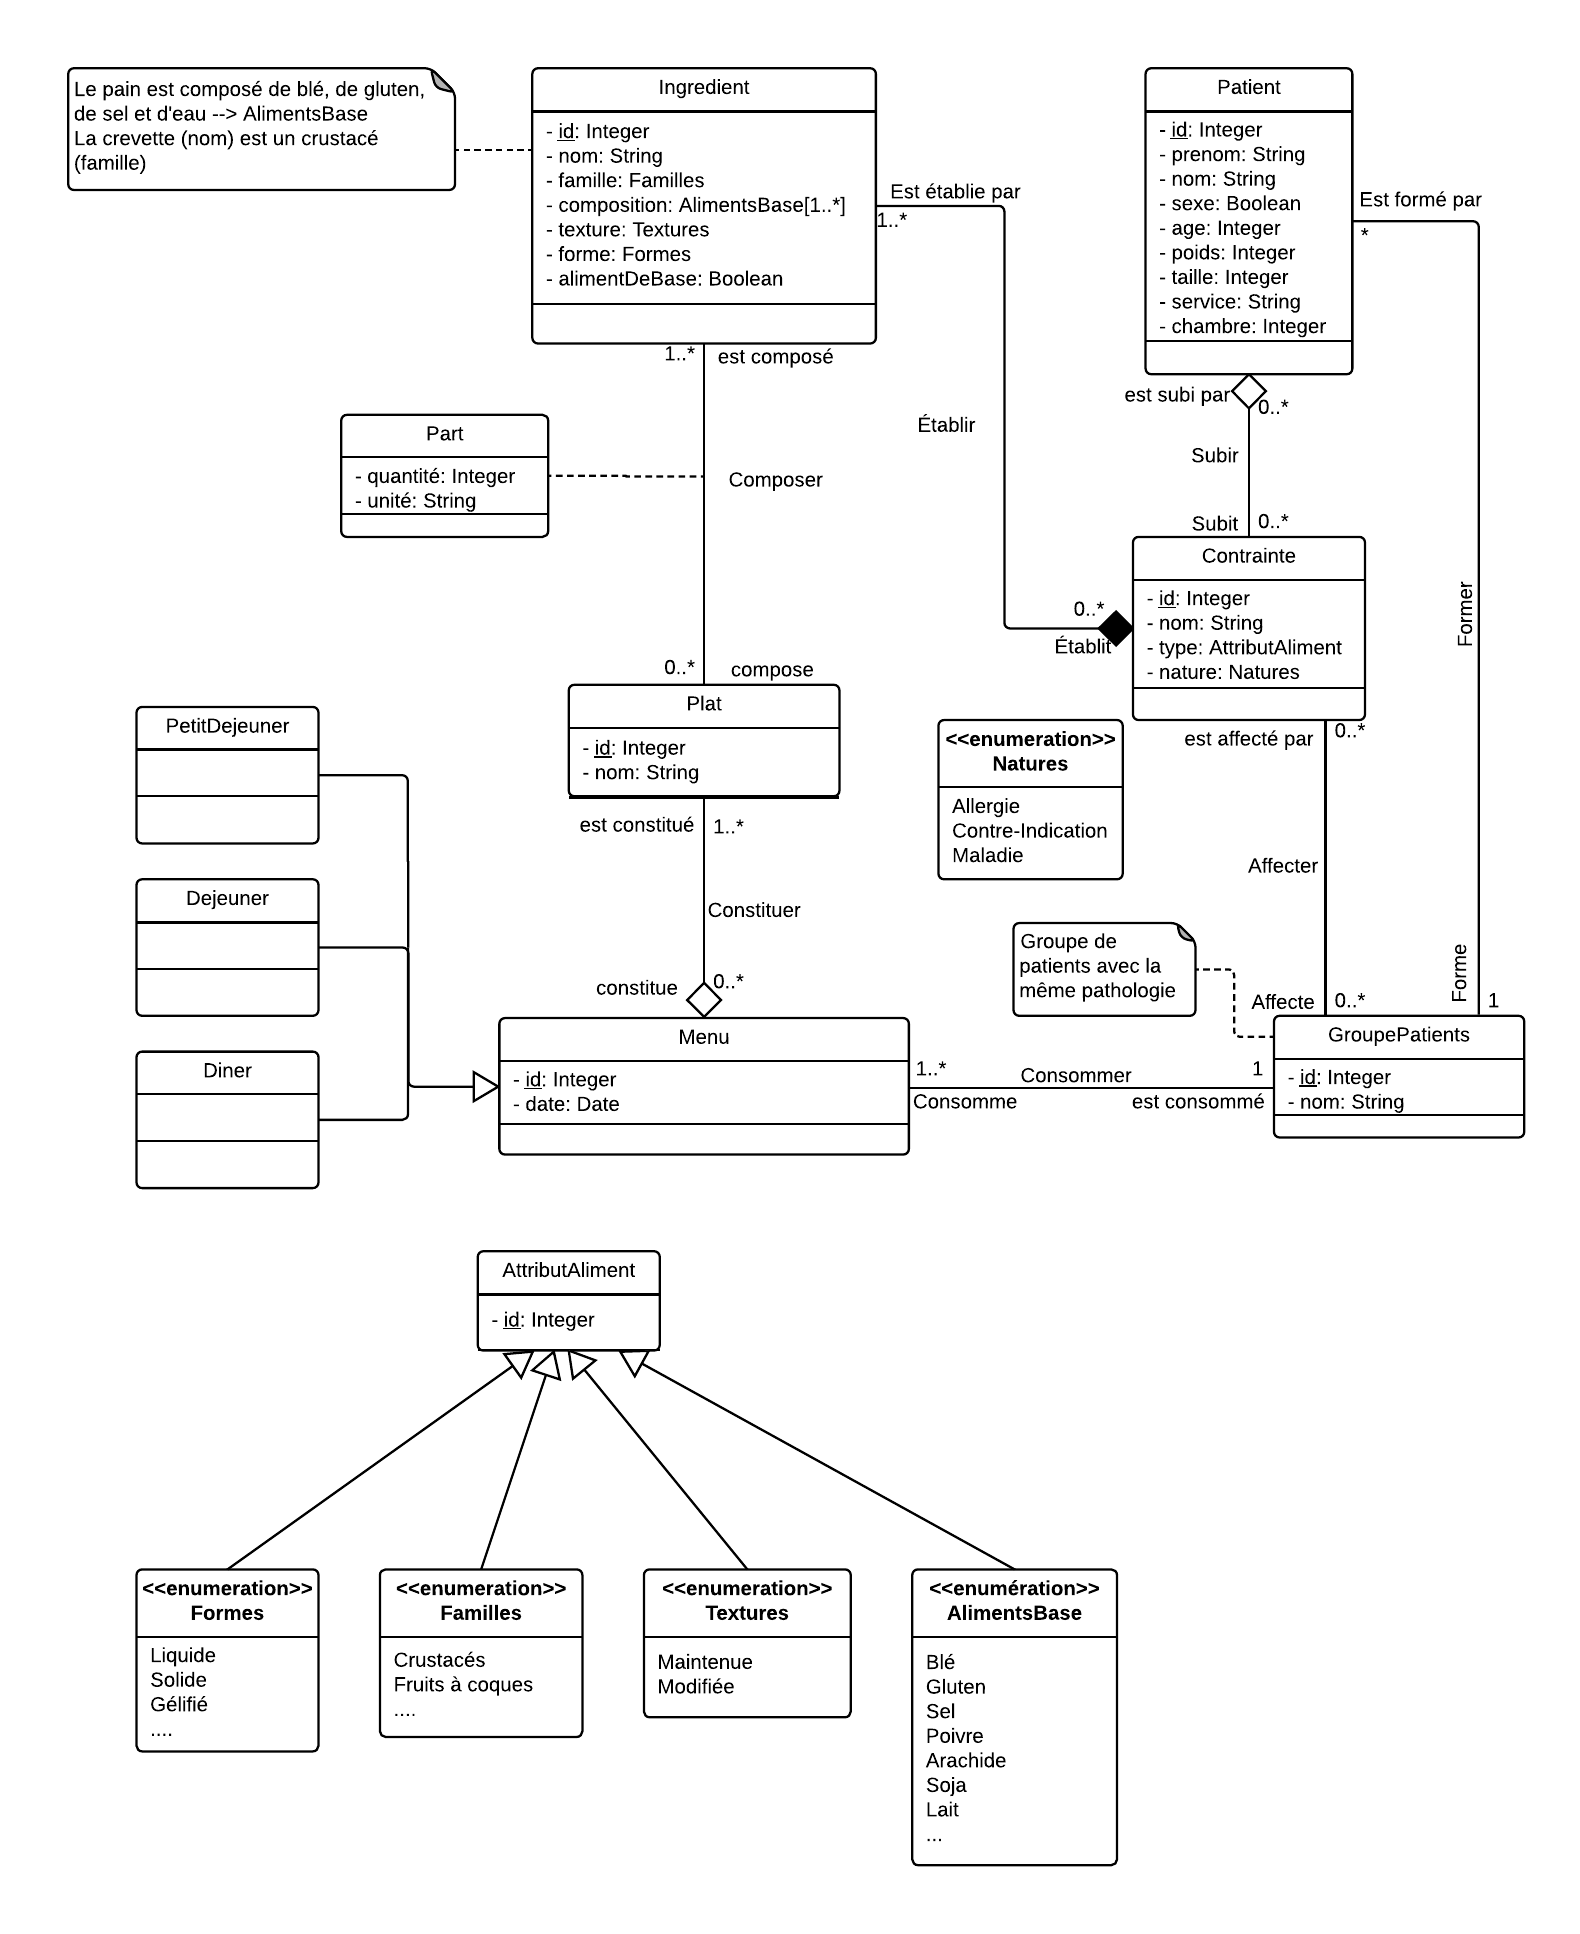 Le pain est composé de blé, de gluten,
de sel et d'eau --> AlimentsBase
La crevette (nom) est un crustacé
(famille)
Ingredient
- id: Integer
- nom: String
- famille: Familles
- composition: AlimentsBase[1..*]
- texture: Textures
- forme: Formes
- alimentDeBase: Boolean
Patient
- id: Integer
- prenom: String
- nom: String
- sexe: Boolean
- age: Integer
- poids: Integer
- taille: Integer
- service: String
- chambre: Integer
Est établie par
1..*
Est formé par
*
1..*
est composé
est subi par
0..*
Part
- quantité: Integer
- unité: String
Composer
Établir
Subir
Subit
0..*
Contrainte
- id: Integer
- nom: String
- type: AttributAliment
- nature: Natures
0..*
Établit
Former
0..*
compose
Plat
- id: Integer
- nom: String
PetitDejeuner
Dejeuner
Diner
<<enumeration>>
Natures
Allergie
Contre-Indication
Maladie
est affecté par
0..*
est constitué
1..*
Constituer
Affecter
Groupe de
patients avec la
même pathologie
constitue
0..*
Affecte
0..*
Forme
1
Menu
- id: Integer
- date: Date
1..*
Consommer
1
Consomme
est consommé
GroupePatients
- id: Integer
- nom: String
AttributAliment
- id: Integer
<<enumeration>>
Formes
Liquide
Solide
Gélifié
....
<<enumeration>>
Familles
Crustacés
Fruits à coques
....
<<enumeration>>
Textures
Maintenue
Modifiée
<<enumération>>
AlimentsBase
Blé
Gluten
Sel
Poivre
Arachide
Soja
Lait
...